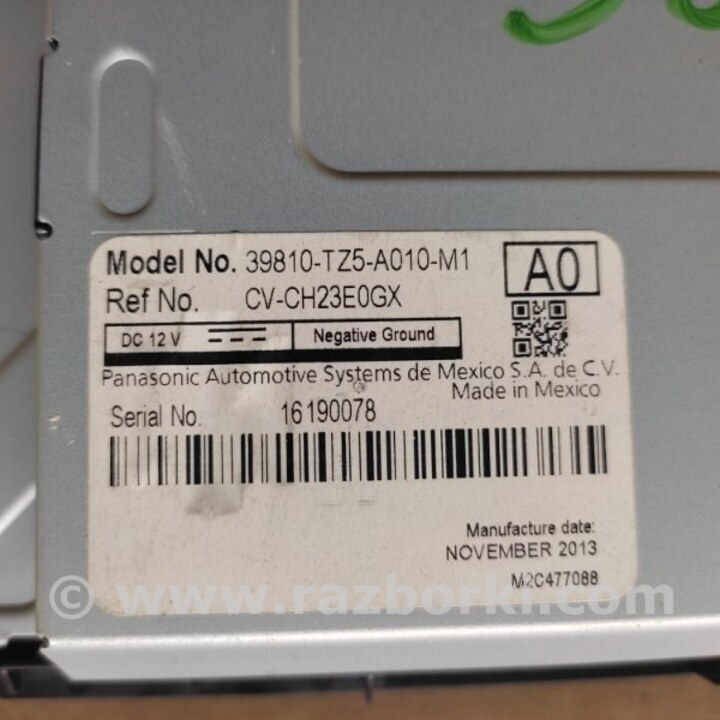 Model No. 39810-TZ5-A010-M1
A0
Ref No. CV-CH23E0GX
DC 12 V
Negative Ground
Panasonic Automotive Systems de Mexico S.A. de C.V.
Made in Mexico
Serial No. 16190078
Manufacture date:
NOVEMBER 2013
M2C477088
© www.razborki.com